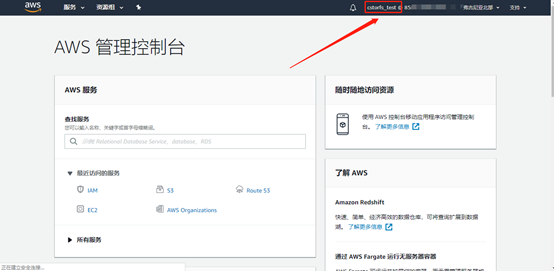 aws
服务
资源组
cstorfs_test @ 85
弗吉尼亚北部
支持
AWS 管理控制台
AWS 服务
查找服务
您可以输入名称、关键字或首字母缩略词。
示例: Relational Database Service、database、RDS
最近访问的服务
IAM
S3
Route 53
EC2
AWS Organizations
所有服务
随时随地访问资源
使用 AWS 控制台移动应用程序访问管理控制
台。 了解更多信息
了解 AWS
Amazon Redshift
快速、简单、经济高效的数据仓库，可将查询扩展到数据
湖。 了解更多信息
通过 AWS Fargate 运行无服务器容器
正在建立安全连接...